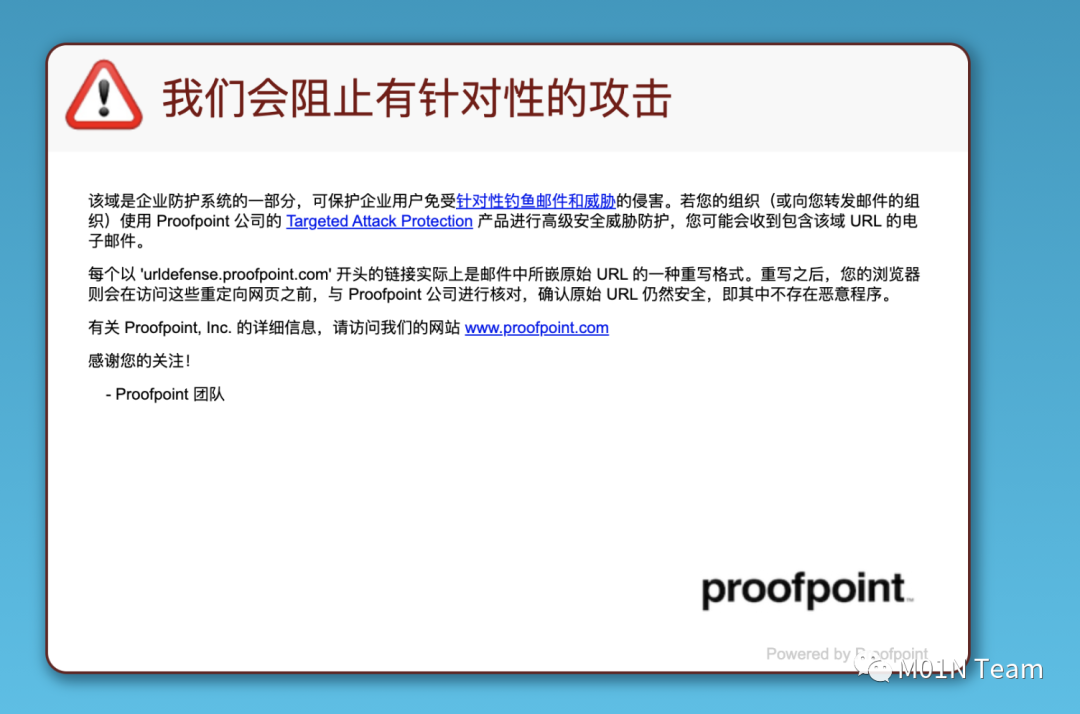 我们会阻止有针对性的攻击
该域是企业防护系统的一部分，可保护企业用户免受针对性钓鱼邮件和威胁的侵害。若您的组织（或向您转发邮件的组
织）使用 Proofpoint 公司的 Targeted Attack Protection 产品进行高级安全威胁防护，您可能会收到包含该域 URL 的电
子邮件。
每个以 'urldefense.proofpoint.com' 开头的链接实际上是邮件中所嵌原始 URL 的一种重写格式。重写之后，您的浏览器
则会在访问这些重定向网页之前，与 Proofpoint 公司进行核对，确认原始 URL 仍然安全，即其中不存在恶意程序。
有关 Proofpoint, Inc. 的详细信息，请访问我们的网站 www.proofpoint.com
感谢您的关注！
- Proofpoint 团队
proofpoint™
Powered by Proofpoint
M01N Team